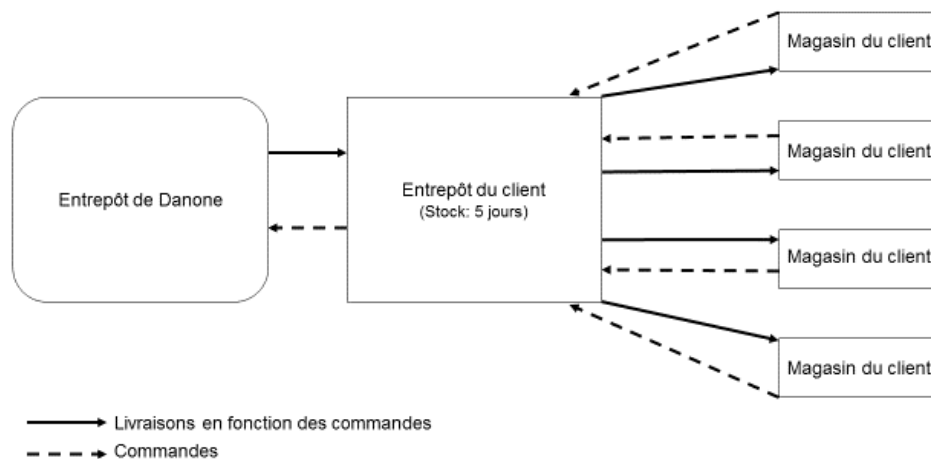 Magasin du client
Magasin du client
Entrepôt de Danone
Entrepôt du client
(Stock: 5 jours)
Magasin du client
Magasin du client
Livraisons en fonction des commandes
Commandes